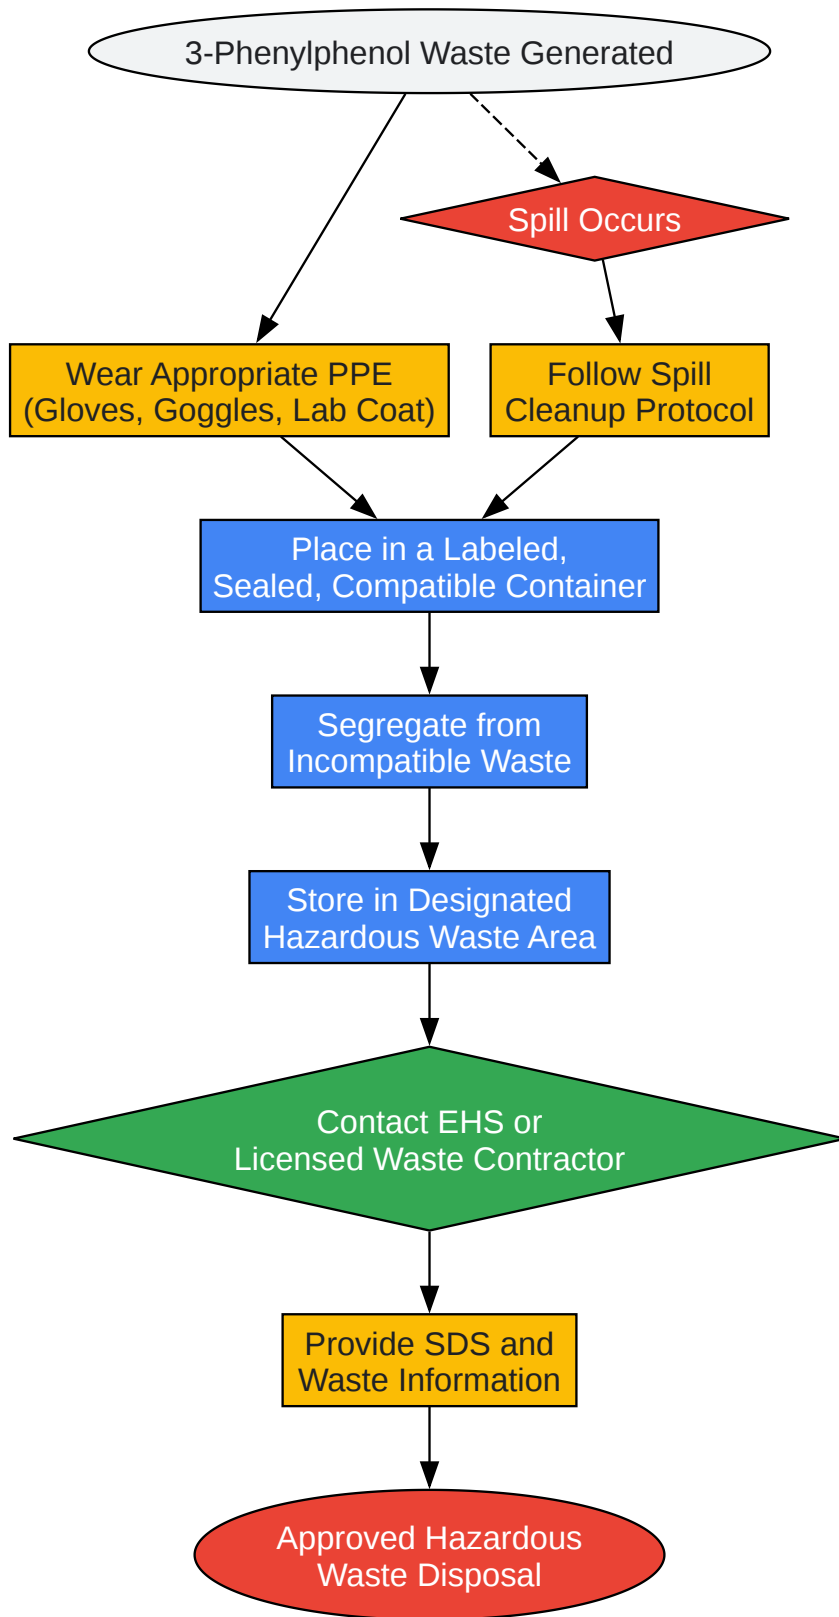 3-Phenylphenol Waste Generated
Spill Occurs
Wear Appropriate PPE
(Gloves, Goggles, Lab Coat)
Follow Spill
Cleanup Protocol
Place in a Labeled,
Sealed, Compatible Container
Segregate from
Incompatible Waste
Store in Designated
Hazardous Waste Area
Contact EHS or
Licensed Waste Contractor
Provide SDS and
Waste Information
Approved Hazardous
Waste Disposal